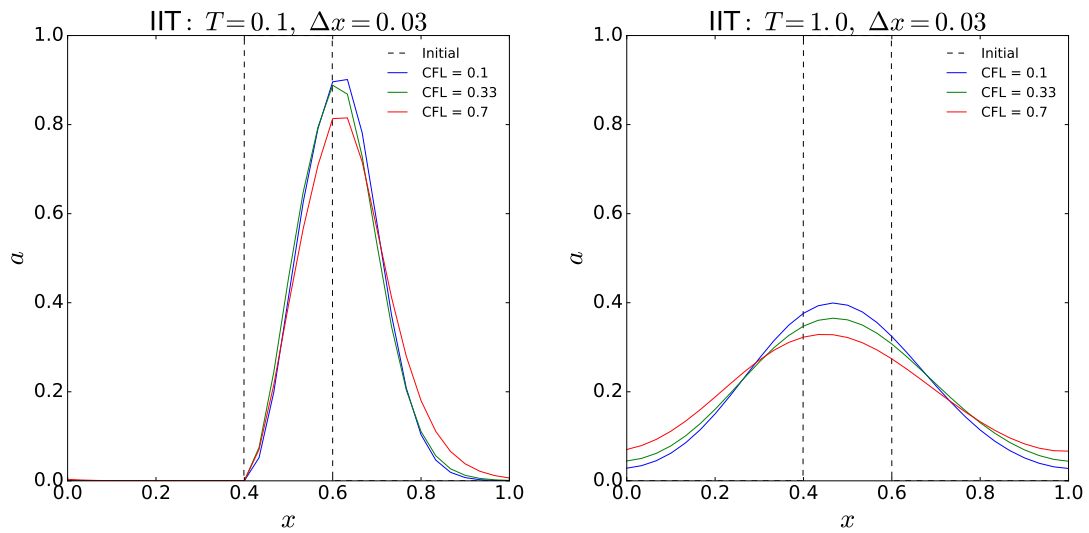 IIT: T=0.1, Δx=0.03
1.0
0.8
0.6
0.4
0.2
0.0
0.0 0.2 0.4 0.6 0.8 1.0
a
x
Initial
CFL = 0.1
CFL = 0.33
CFL = 0.7
IIT: T=1.0, Δx=0.03
1.0
0.8
0.6
0.4
0.2
0.0
0.0 0.2 0.4 0.6 0.8 1.0
a
x
Initial
CFL = 0.1
CFL = 0.33
CFL = 0.7